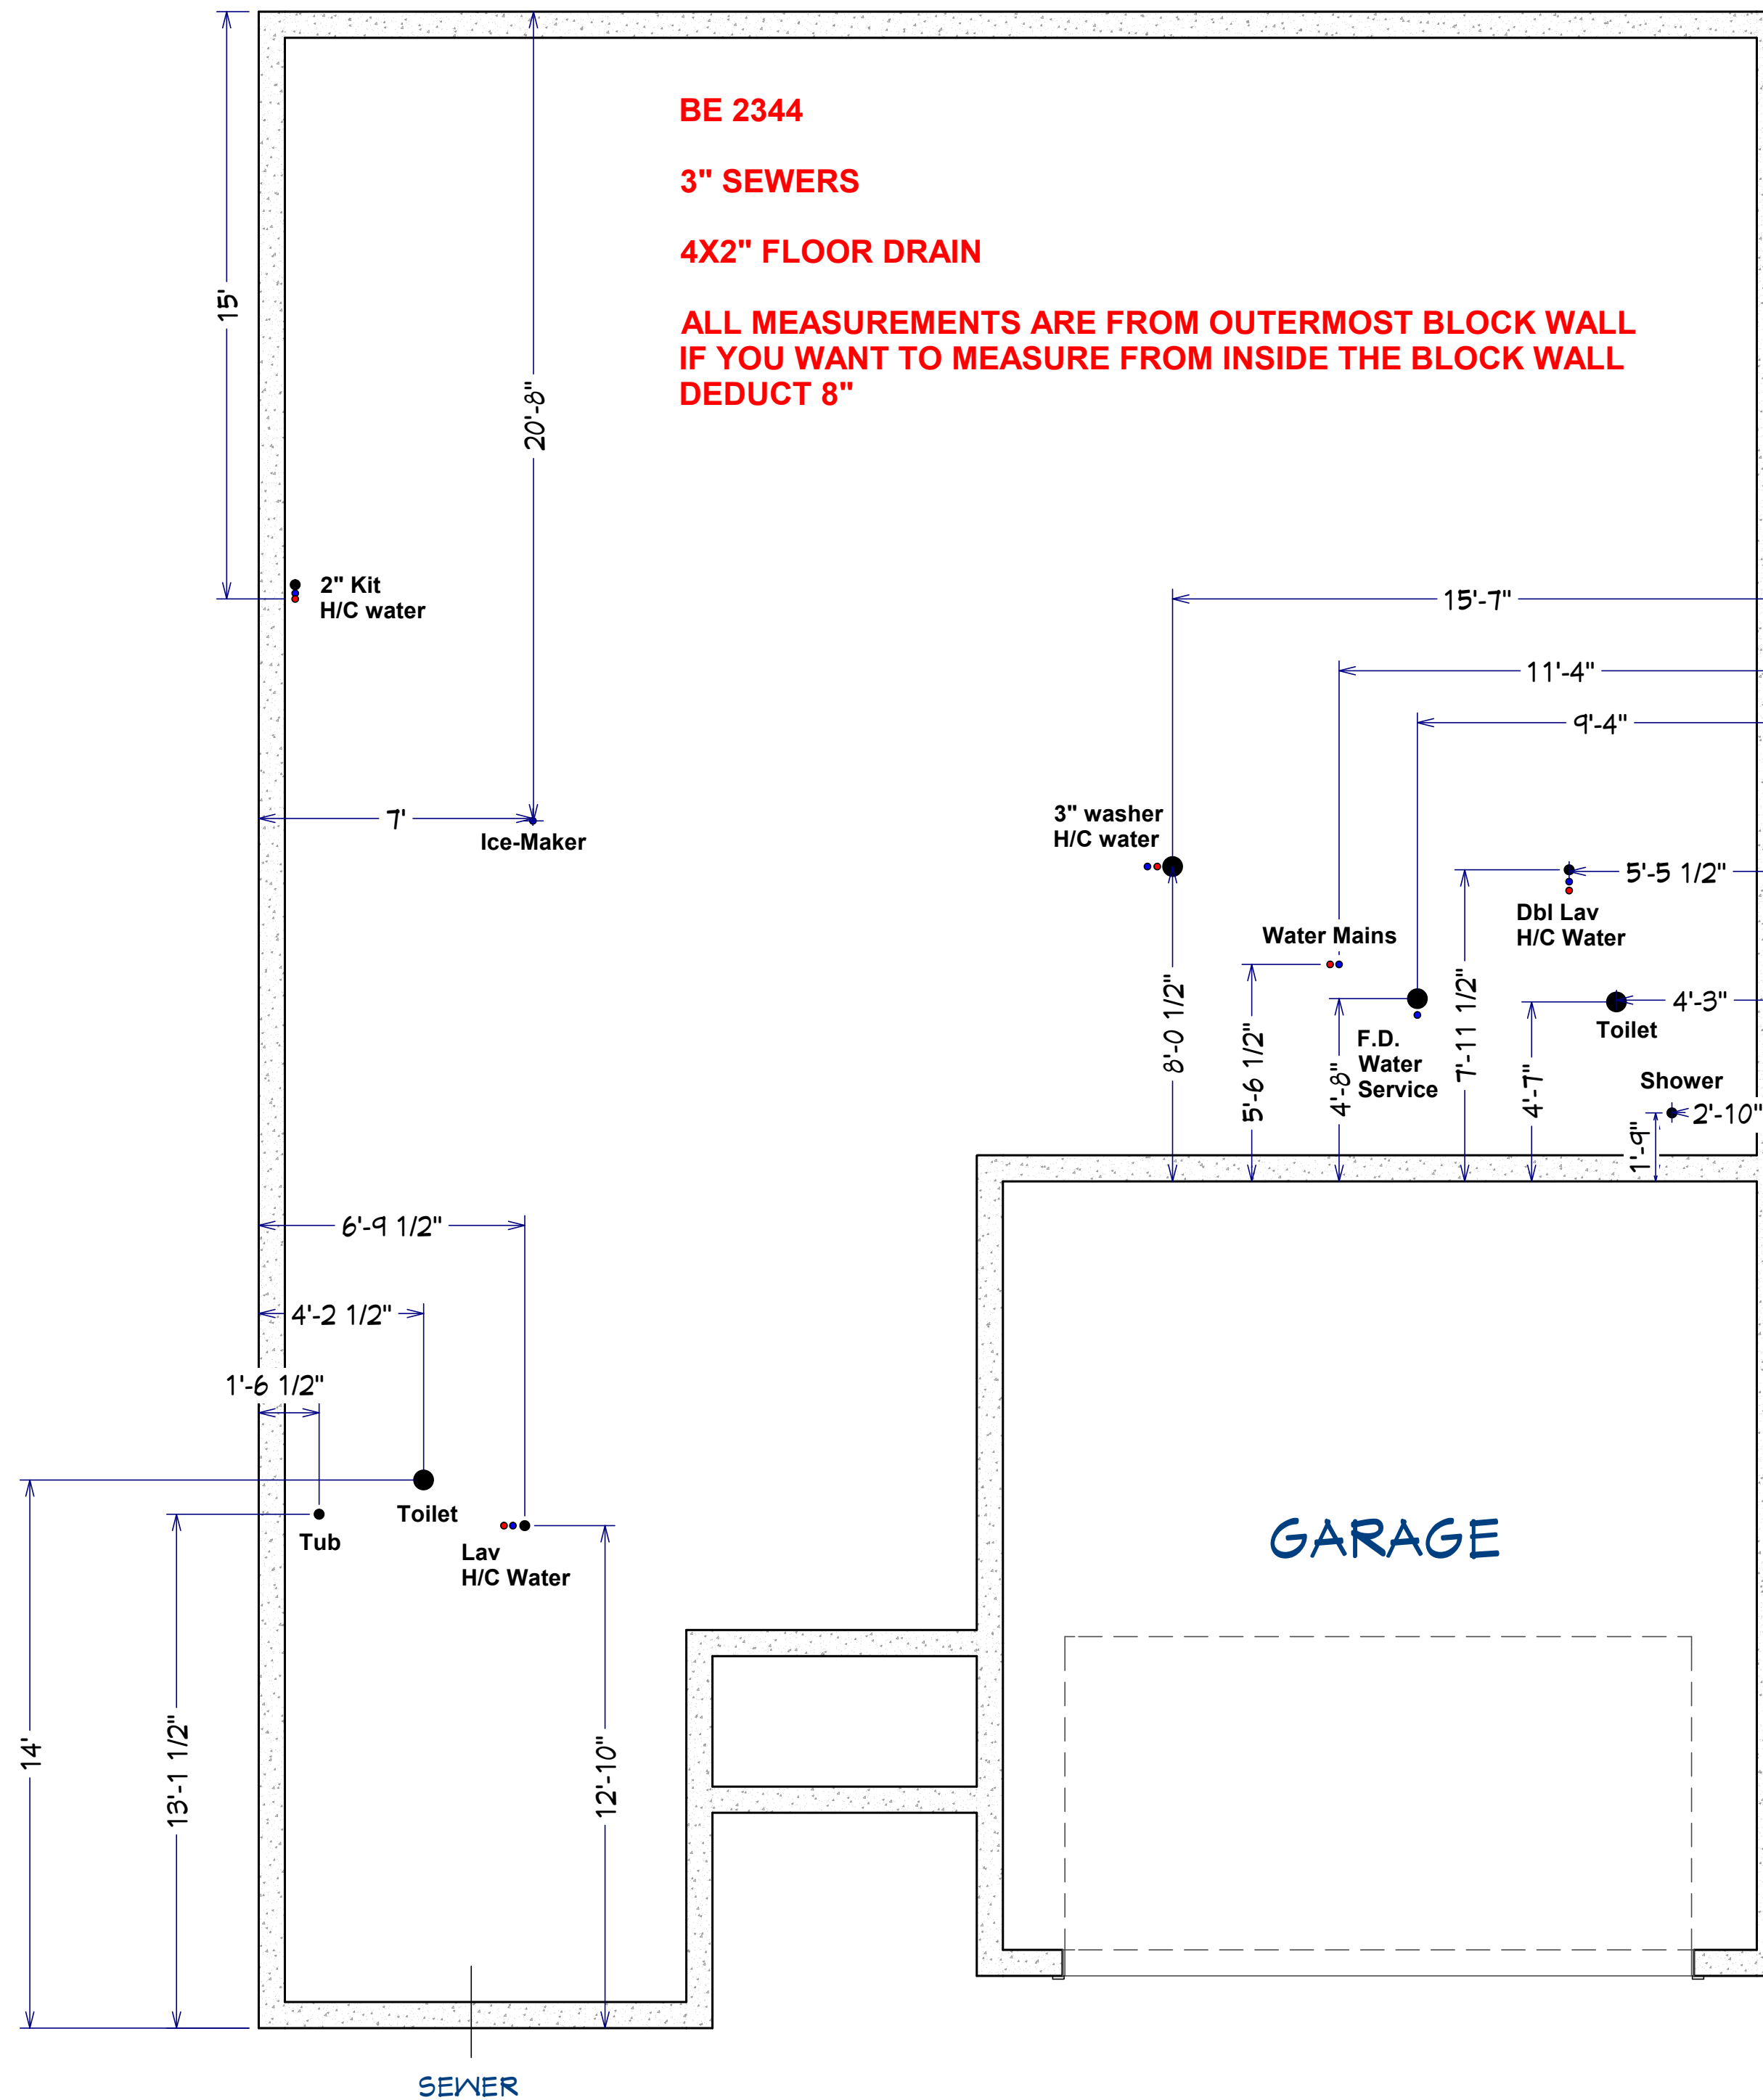 BE 2344
3" SEWERS
4X2" FLOOR DRAIN
ALL MEASUREMENTS ARE FROM OUTERMOST BLOCK WALL
IF YOU WANT TO MEASURE FROM INSIDE THE BLOCK WALL
DEDUCT 8"
15'
20'-8"
2" Kit
H/C water
15'-7"
11'-4"
9'-4"
7'
Ice-Maker
3" washer
H/C water
5'-5 1/2"
Dbl Lav
H/C Water
Water Mains
8'-0 1/2"
5'-6 1/2"
4'-8"
F.D.
Water
Service
7'-11 1/2"
4'-7"
4'-3"
Toilet
Shower
2'-10"
1'-9"
6'-9 1/2"
4'-2 1/2"
1'-6 1/2"
Toilet
Tub
Lav
H/C Water
GARAGE
14'
13'-1 1/2"
12'-10"
SEWER